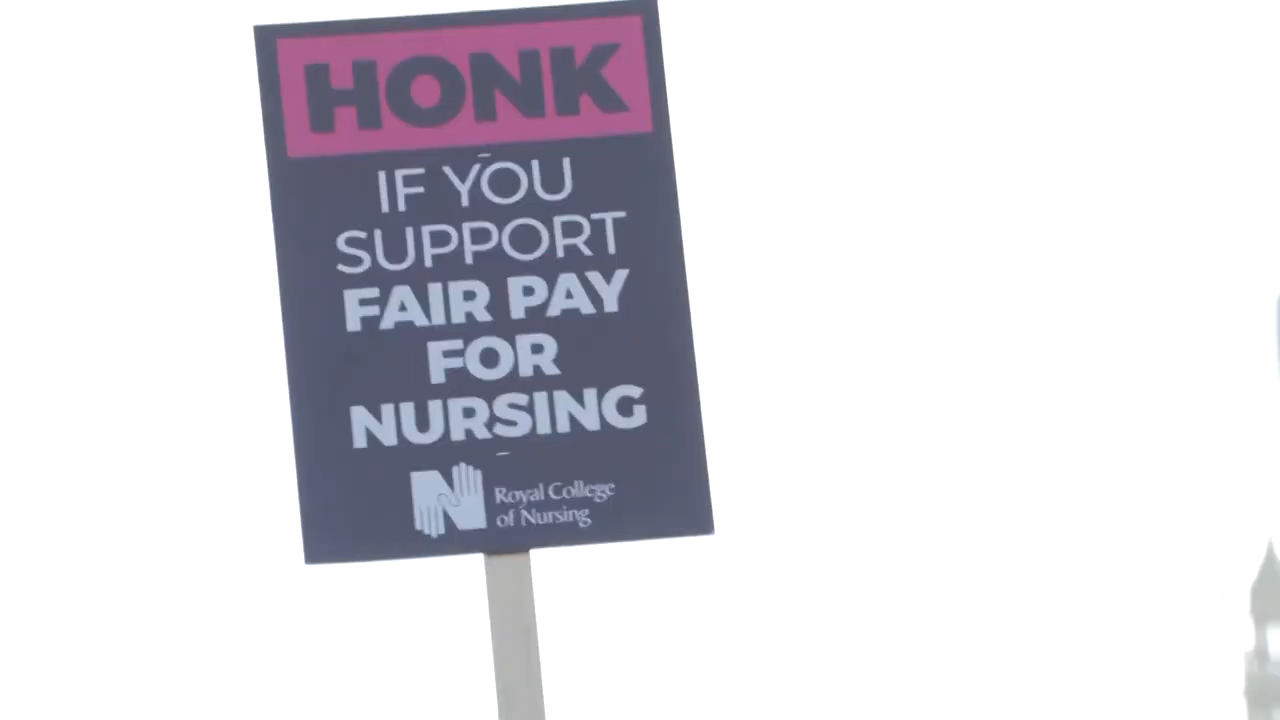 HONK
IF YOU
SUPPORT
FAIR PAY
FOR
NURSING
Royal College
of Nursing